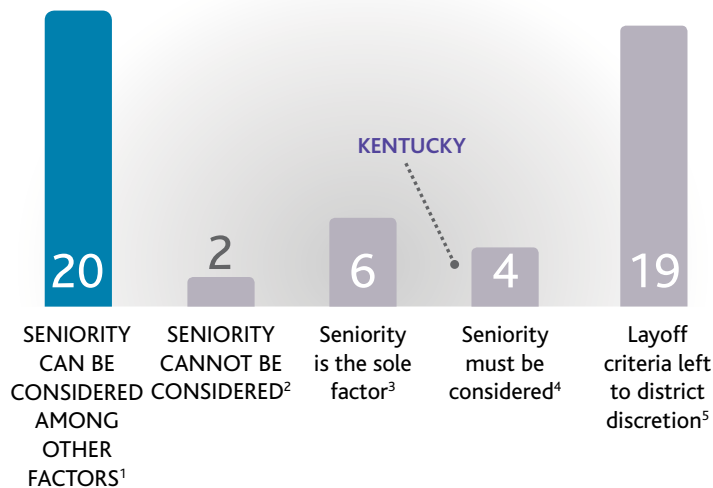 KENTUCKY
20
2
6
4
19
SENIORITY
CAN BE
CONSIDERED
AMONG
OTHER
FACTORS¹
SENIORITY
CANNOT BE
CONSIDERED²
Seniority
is the sole
factor³
Seniority
must be
considered⁴
Layoff
criteria left
to district
discretion⁵